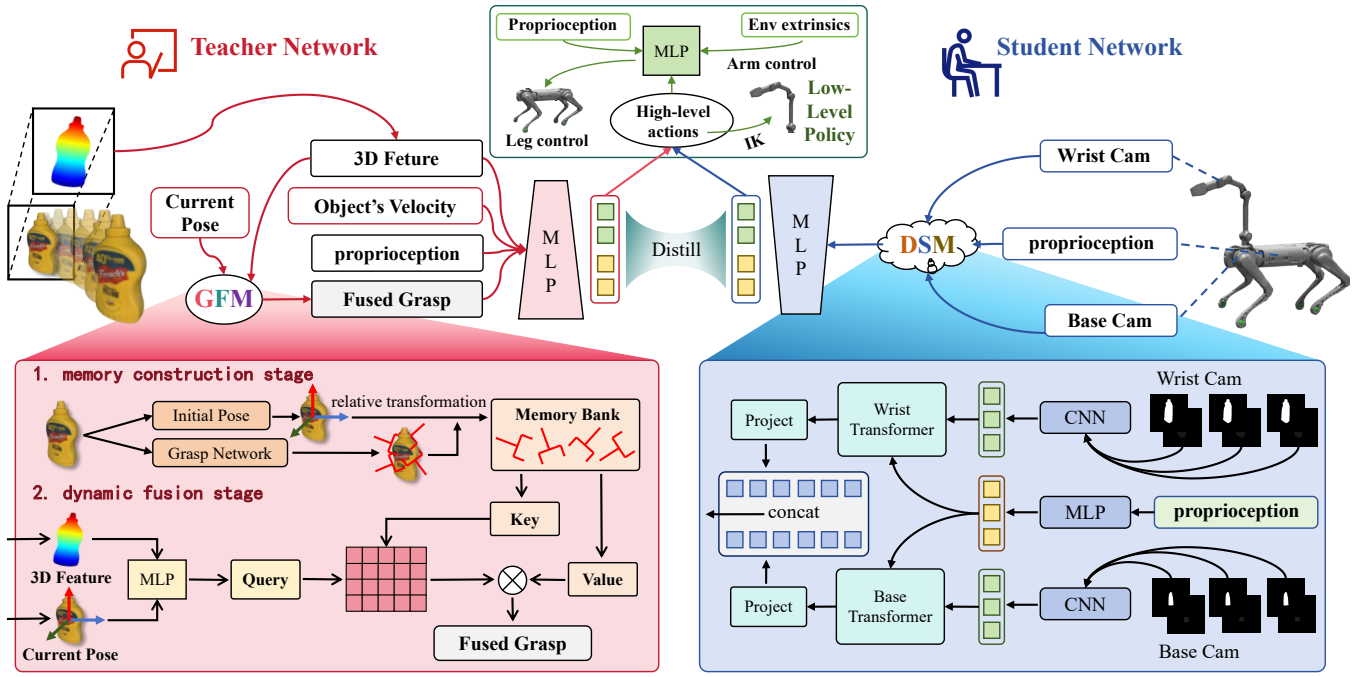 Teacher Network
Proprioception
Env extrinsics
MLP
Arm control
Leg control
High-level
actions
IK
Low-
Level
Policy
Student Network
3D Feture
Current
Pose
Object's Velocity
proprioception
GFM
Fused Grasp
M
L
P
Distill
M
L
P
DSM
Wrist Cam
proprioception
Base Cam
1. memory construction stage
Initial Pose
relative transformation
Grasp Network
Memory Bank
2. dynamic fusion stage
Key
3D Feature
MLP
Query
Value
Current Pose
Fused Grasp
Wrist Cam
Project
Wrist
Transformer
CNN
concat
MLP
proprioception
Project
Base
Transformer
CNN
Base Cam